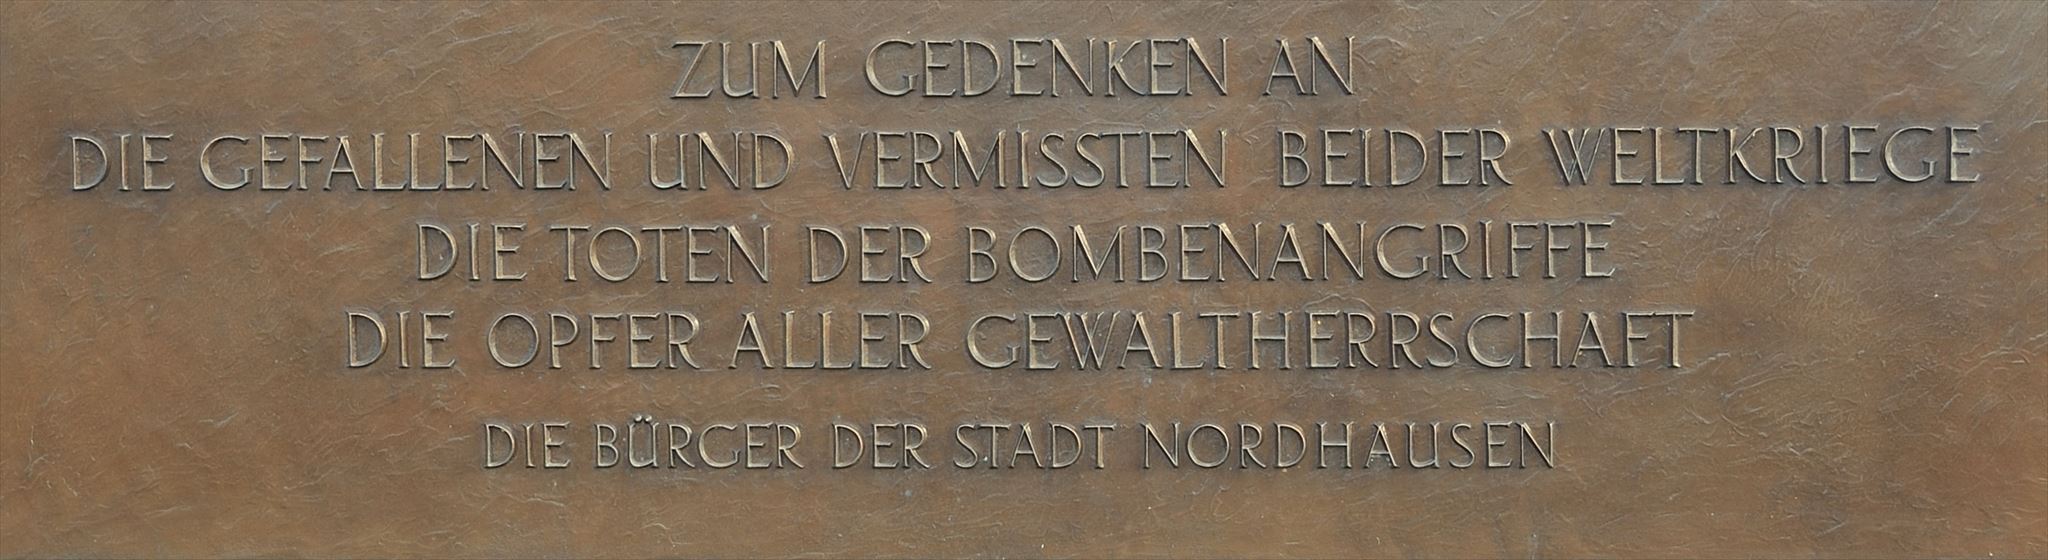 ZUM GEDENKEN AN
DIE GEFALLENEN UND VERMISSTEN BEIDER WELTKRIEGE
DIE TOTEN DER BOMBENANGRIFFE
DIE OPFER ALLER GEWALTHERRSCHAFT
DIE BÜRGER DER STADT NORDHAUSEN